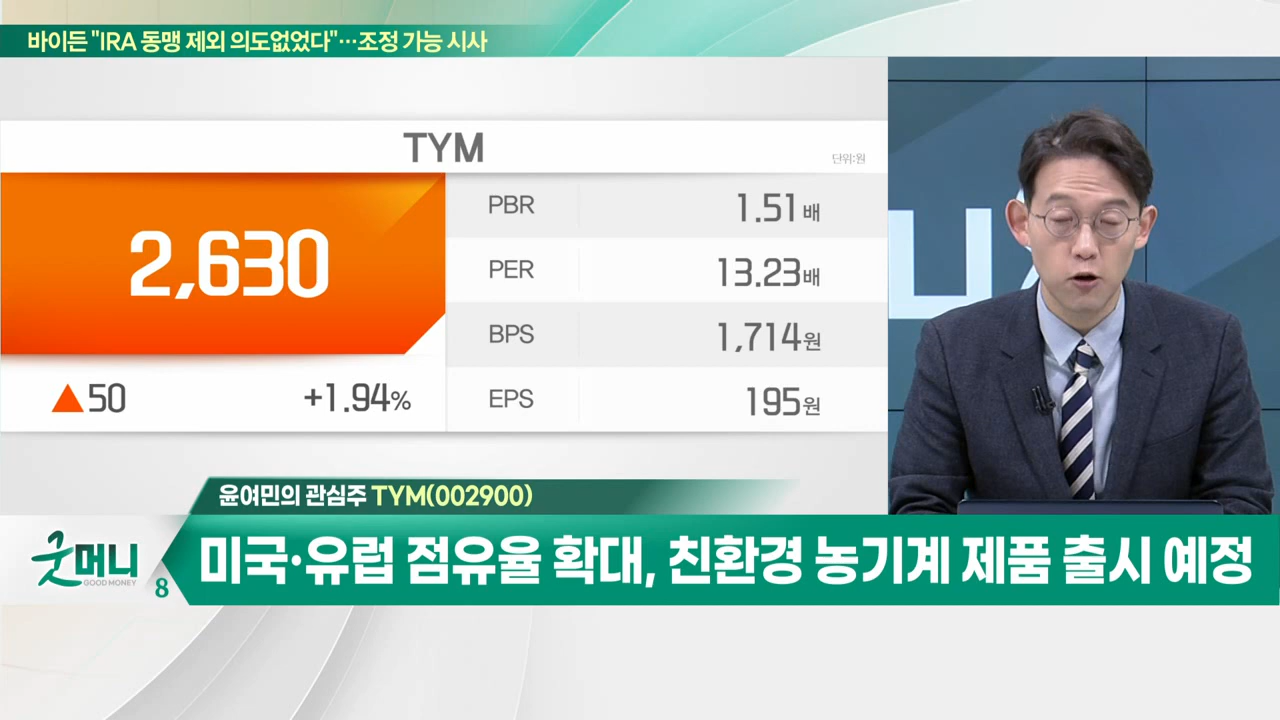 바이든 "IRA 동맹 제외 의도없었다"…조정 가능 시사
TYM
단위:원
2,630
▲50 +1.94%
PBR 1.51배
PER 13.23배
BPS 1,714원
EPS 195원
윤여민의 관심주 TYM(002900)
굿머니
GOOD MONEY
8
미국·유럽 점유율 확대, 친환경 농기계 제품 출시 예정